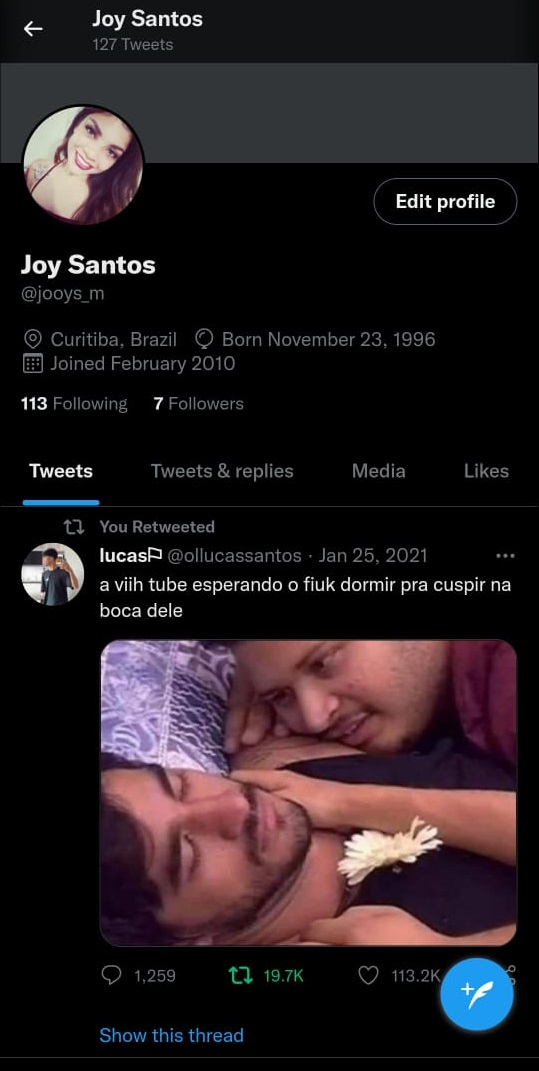 Joy Santos
127 Tweets
Edit profile
Joy Santos
@jooys_m
Curitiba, Brazil Born November 23, 1996
Joined February 2010
113 Following 7 Followers
Tweets Tweets & replies Media Likes
You Retweeted
lucas @ollucassantos · Jan 25, 2021
a viih tube esperando o fiuk dormir pra cuspir na
boca dele
1,259 19.7K 113.2K
Show this thread